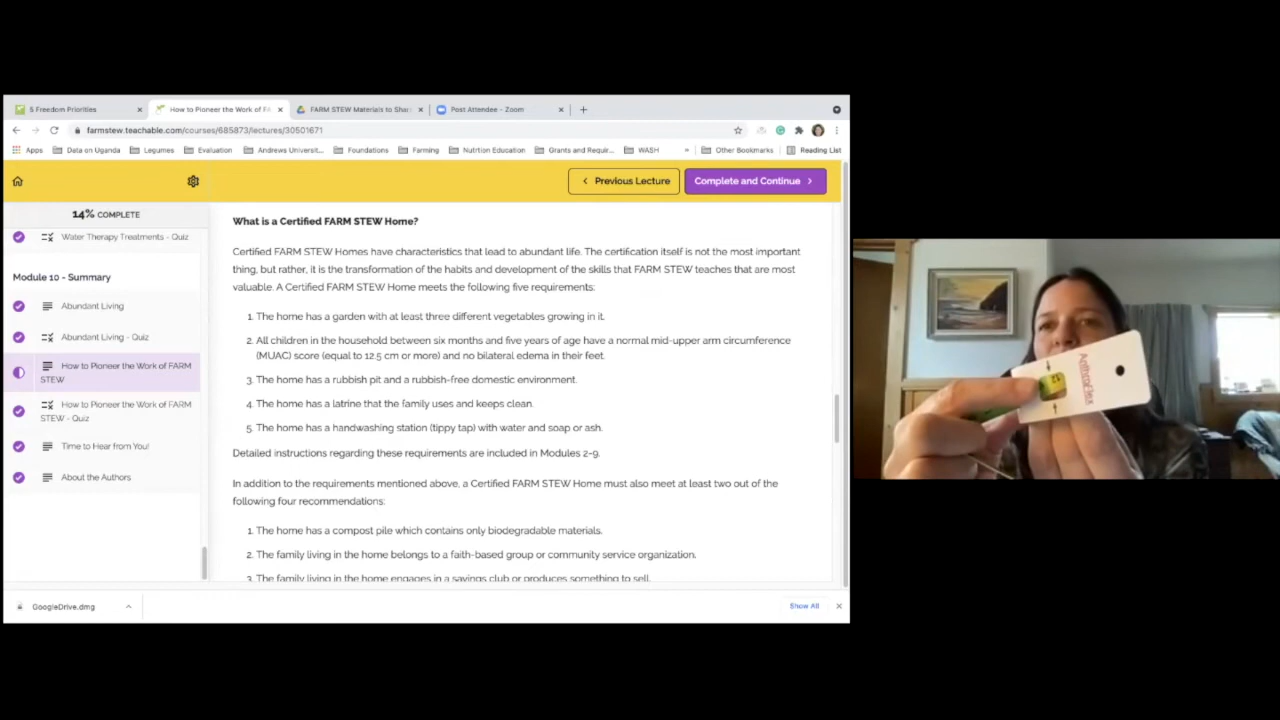 5 Freedom Priorities
How to Pioneer the Work of FA
FARM STEW Materials to Shar
Post Attendee - Zoom
farmstew.teachable.com/courses/685873/lectures/30501671
Apps
Data on Uganda
Legumes
Evaluation
Andrews Universit...
Foundations
Farming
Nutrition Education
Grants and Requir...
WASH
»
Other Bookmarks
Reading List
Previous Lecture
Complete and Continue
14% COMPLETE
Water Therapy Treatments - Quiz
Module 10 - Summary
Abundant Living
Abundant Living - Quiz
How to Pioneer the Work of FARM
STEW
How to Pioneer the Work of FARM
STEW - Quiz
Time to Hear from You!
About the Authors
What is a Certified FARM STEW Home?
Certified FARM STEW Homes have characteristics that lead to abundant life. The certification itself is not the most important
thing, but rather, it is the transformation of the habits and development of the skills that FARM STEW teaches that are most
valuable. A Certified FARM STEW Home meets the following five requirements:
1. The home has a garden with at least three different vegetables growing in it.
2. All children in the household between six months and five years of age have a normal mid-upper arm circumference
(MUAC) score (equal to 12.5 cm or more) and no bilateral edema in their feet.
3. The home has a rubbish pit and a rubbish-free domestic environment.
4. The home has a latrine that the family uses and keeps clean.
5. The home has a handwashing station (tippy tap) with water and soap or ash.
Detailed instructions regarding these requirements are included in Modules 2-9.
In addition to the requirements mentioned above, a Certified FARM STEW Home must also meet at least two out of the
following four recommendations:
1. The home has a compost pile which contains only biodegradable materials.
2. The family living in the home belongs to a faith-based group or community service organization.
3. The family living in the home engages in a savings club or produces something to sell.
GoogleDrive.dmg
Show All
AnthroFlex